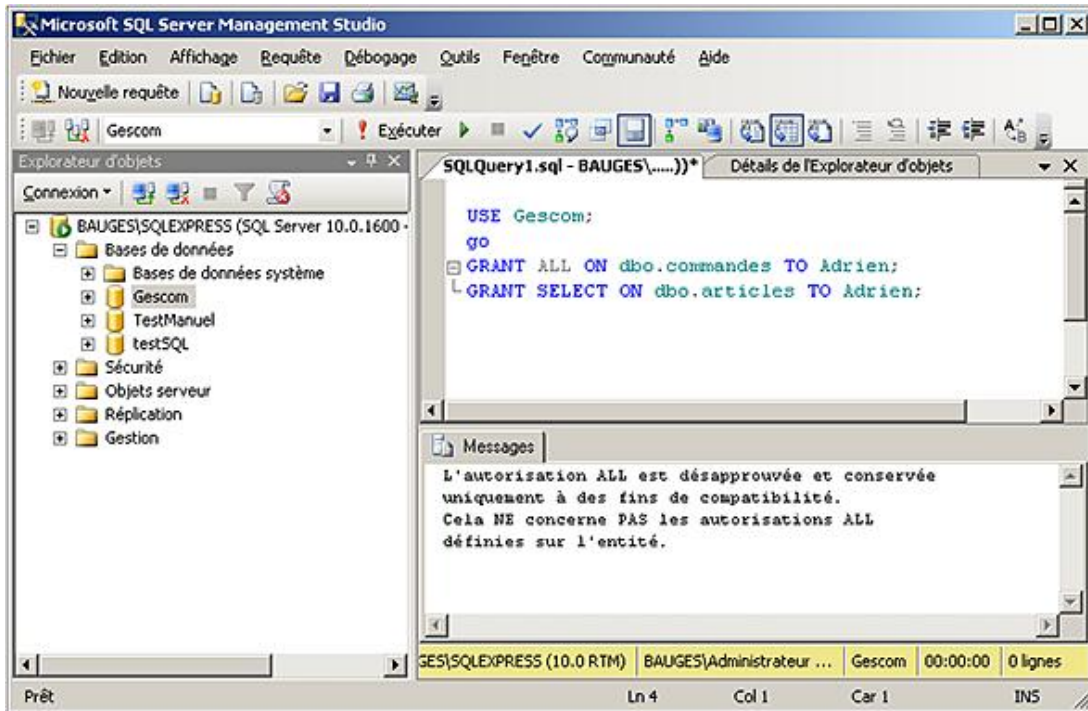 Microsoft SQL Server Management Studio
Fichier Edition Affichage Requête Débogage Outils Fenêtre Communauté Aide
Nouvelle requête
Gescom Exécuter
Explorateur d'objets
Connexion
BAUGES\SQLEXPRESS (SQL Server 10.0.1600 -
Bases de données
Bases de données système
Gescom
TestManuel
testSQL
Sécurité
Objets serveur
Réplication
Gestion
SQLQuery1.sql - BAUGES\.....))* Détails de l'Explorateur d'objets
USE Gescom;
go
GRANT ALL ON dbo.commandes TO Adrien;
GRANT SELECT ON dbo.articles TO Adrien;
Messages
L'autorisation ALL est désapprouvée et conservée
uniquement à des fins de compatibilité.
Cela NE concerne PAS les autorisations ALL
définies sur l'entité.
GES\SQLEXPRESS (10.0 RTM) BAUGES\Administrateur ... Gescom 00:00:00 0 lignes
Prêt Ln 4 Col 1 Car 1 INS